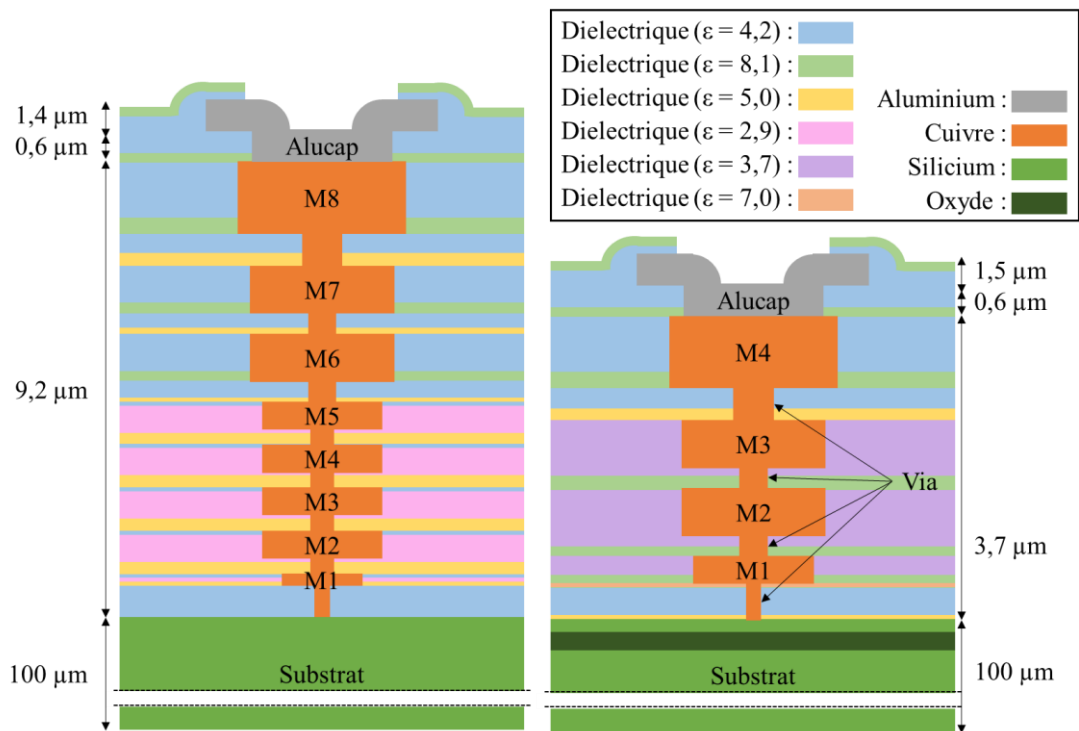 Dielectrique (ε = 4,2) :
Dielectrique (ε = 8,1) :
Dielectrique (ε = 5,0) :
Dielectrique (ε = 2,9) :
Dielectrique (ε = 3,7) :
Dielectrique (ε = 7,0) :
Aluminium :
Cuivre :
Silicium :
Oxyde :
1,4 µm
0,6 µm
9,2 µm
100 µm
Alucap
M8
M7
M6
M5
M4
M3
M2
M1
Substrat
Alucap
M4
M3
M2
M1
Via
Substrat
1,5 µm
0,6 µm
3,7 µm
100 µm